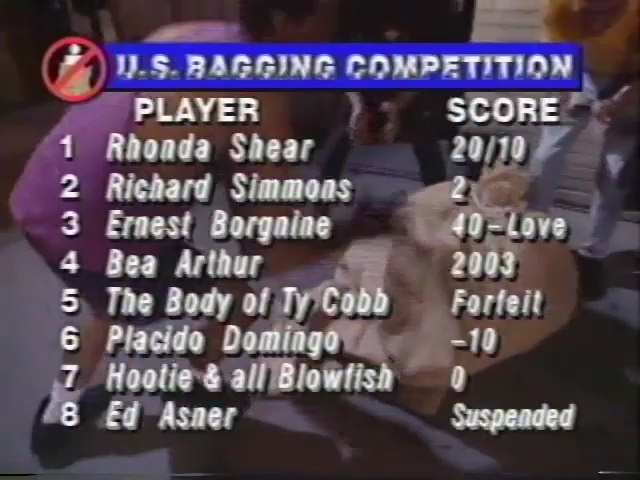 U.S. BAGGING COMPETITION
PLAYER SCORE
1 Rhonda Shear 20/10
2 Richard Simmons 2
3 Ernest Borgnine 40-Love
4 Bea Arthur 2003
5 The Body of Ty Cobb Forfeit
6 Placido Domingo -10
7 Hootie & all Blowfish 0
8 Ed Asner Suspended